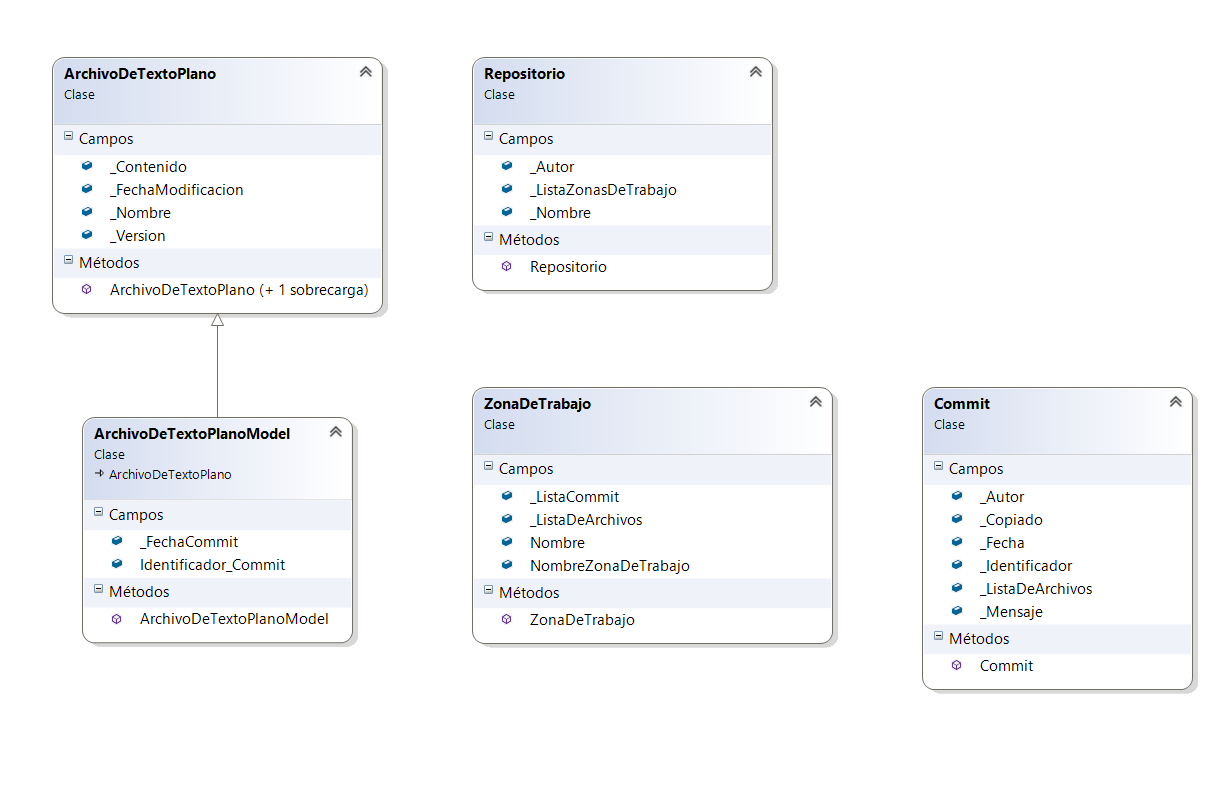 ArchivoDeTextoPlano
Clase
Campos
_Contenido
_FechaModificacion
_Nombre
_Version
Métodos
ArchivoDeTextoPlano (+ 1 sobrecarga)
Repositorio
Clase
Campos
_Autor
_ListaZonasDeTrabajo
_Nombre
Métodos
Repositorio
ArchivoDeTextoPlanoModel
Clase
ArchivoDeTextoPlano
Campos
_FechaCommit
Identificador_Commit
Métodos
ArchivoDeTextoPlanoModel
ZonaDeTrabajo
Clase
Campos
_ListaCommit
_ListaDeArchivos
Nombre
NombreZonaDeTrabajo
Métodos
ZonaDeTrabajo
Commit
Clase
Campos
_Autor
_Copiado
_Fecha
_Identificador
_ListaDeArchivos
_Mensaje
Métodos
Commit